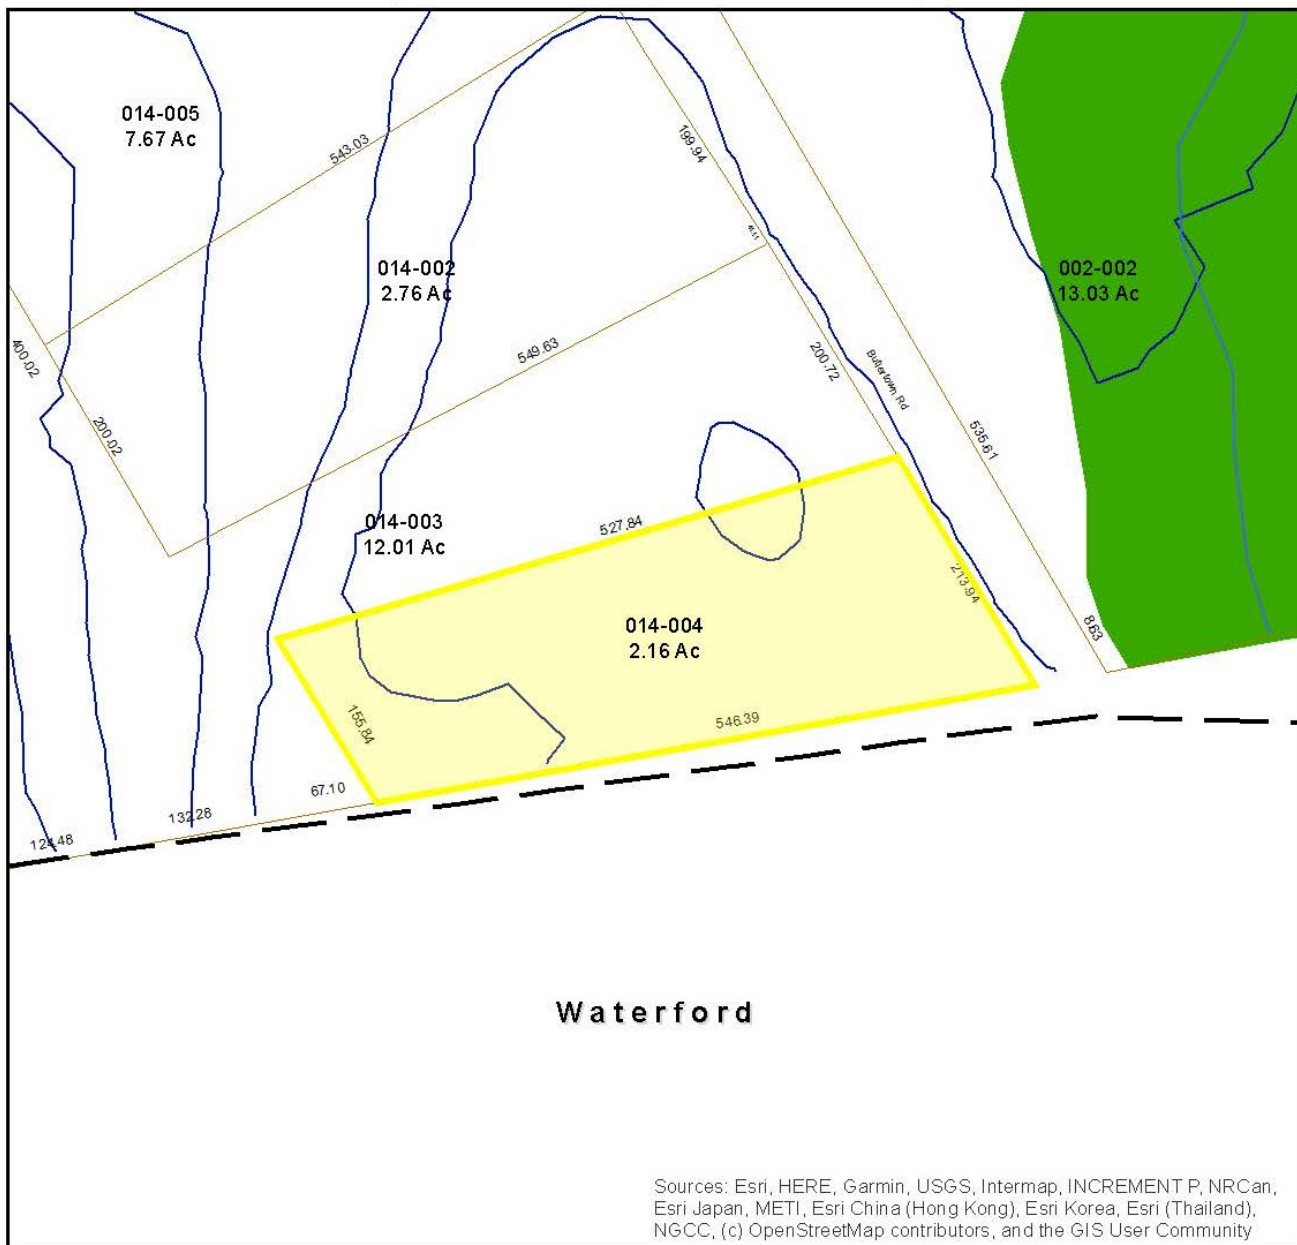 014-005
7.67 Ac
543.03
199.94
014-002
2.76 Ac
002-002
13.03 Ac
400.02
549.63
200.72
Butlertown Rd
200.02
535.61
014-003
12.01 Ac
527.84
213.94
014-004
2.16 Ac
8.63
155.84
546.39
67.10
132.28
124.48
Waterford
Sources: Esri, HERE, Garmin, USGS, Intermap, INCREMENT P, NRCan,
Esri Japan, METI, Esri China (Hong Kong), Esri Korea, Esri (Thailand),
NGCC, (c) OpenStreetMap contributors, and the GIS User Community